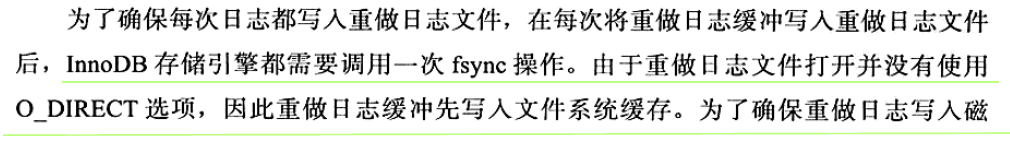 为了确保每次日志都写入重做日志文件，在每次将重做日志缓冲写入重做日志文件
后，InnoDB 存储引擎都需要调用一次 fsync 操作。由于重做日志文件打开并没有使用
O_DIRECT 选项，因此重做日志缓冲先写入文件系统缓存。为了确保重做日志写入磁